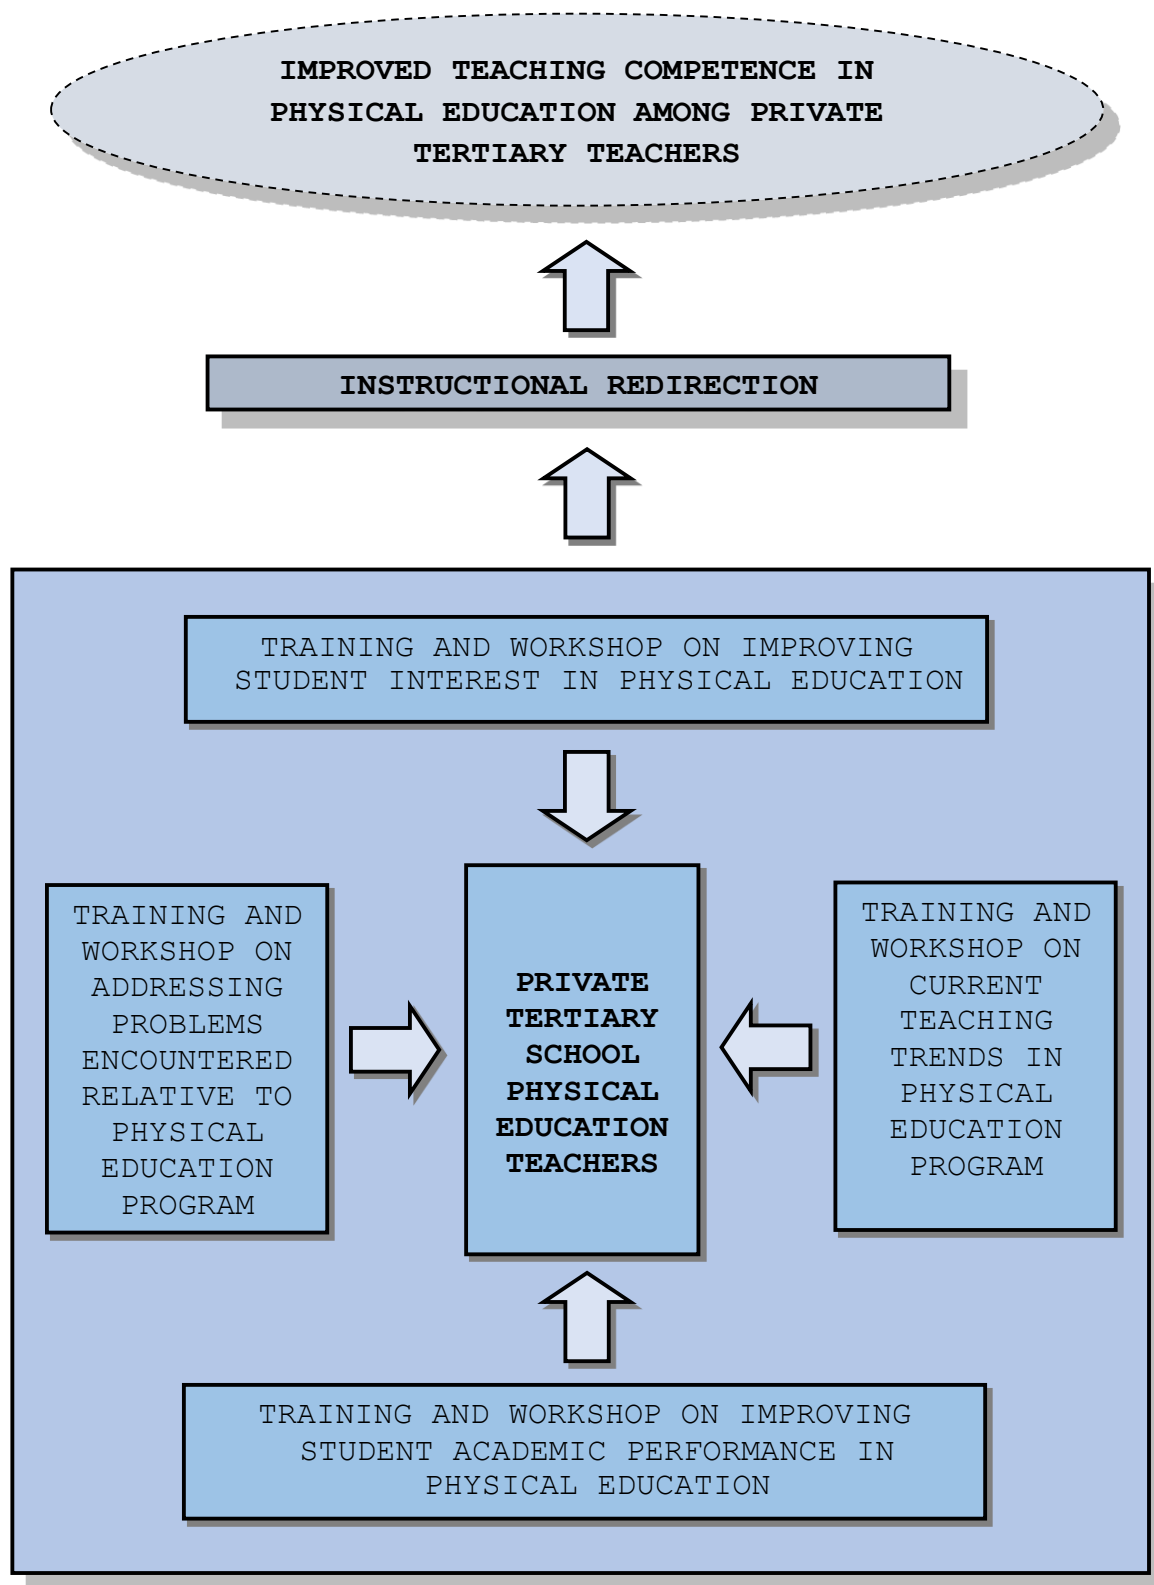 IMPROVED TEACHING COMPETENCE IN
PHYSICAL EDUCATION AMONG PRIVATE
TERTIARY TEACHERS
INSTRUCTIONAL REDIRECTION
TRAINING AND WORKSHOP ON IMPROVING
STUDENT INTEREST IN PHYSICAL EDUCATION
TRAINING AND
WORKSHOP ON
ADDRESSING
PROBLEMS
ENCOUNTERED
RELATIVE TO
PHYSICAL
EDUCATION
PROGRAM
PRIVATE
TERTIARY
SCHOOL
PHYSICAL
EDUCATION
TEACHERS
TRAINING AND
WORKSHOP ON
CURRENT
TEACHING
TRENDS IN
PHYSICAL
EDUCATION
PROGRAM
TRAINING AND WORKSHOP ON IMPROVING
STUDENT ACADEMIC PERFORMANCE IN
PHYSICAL EDUCATION